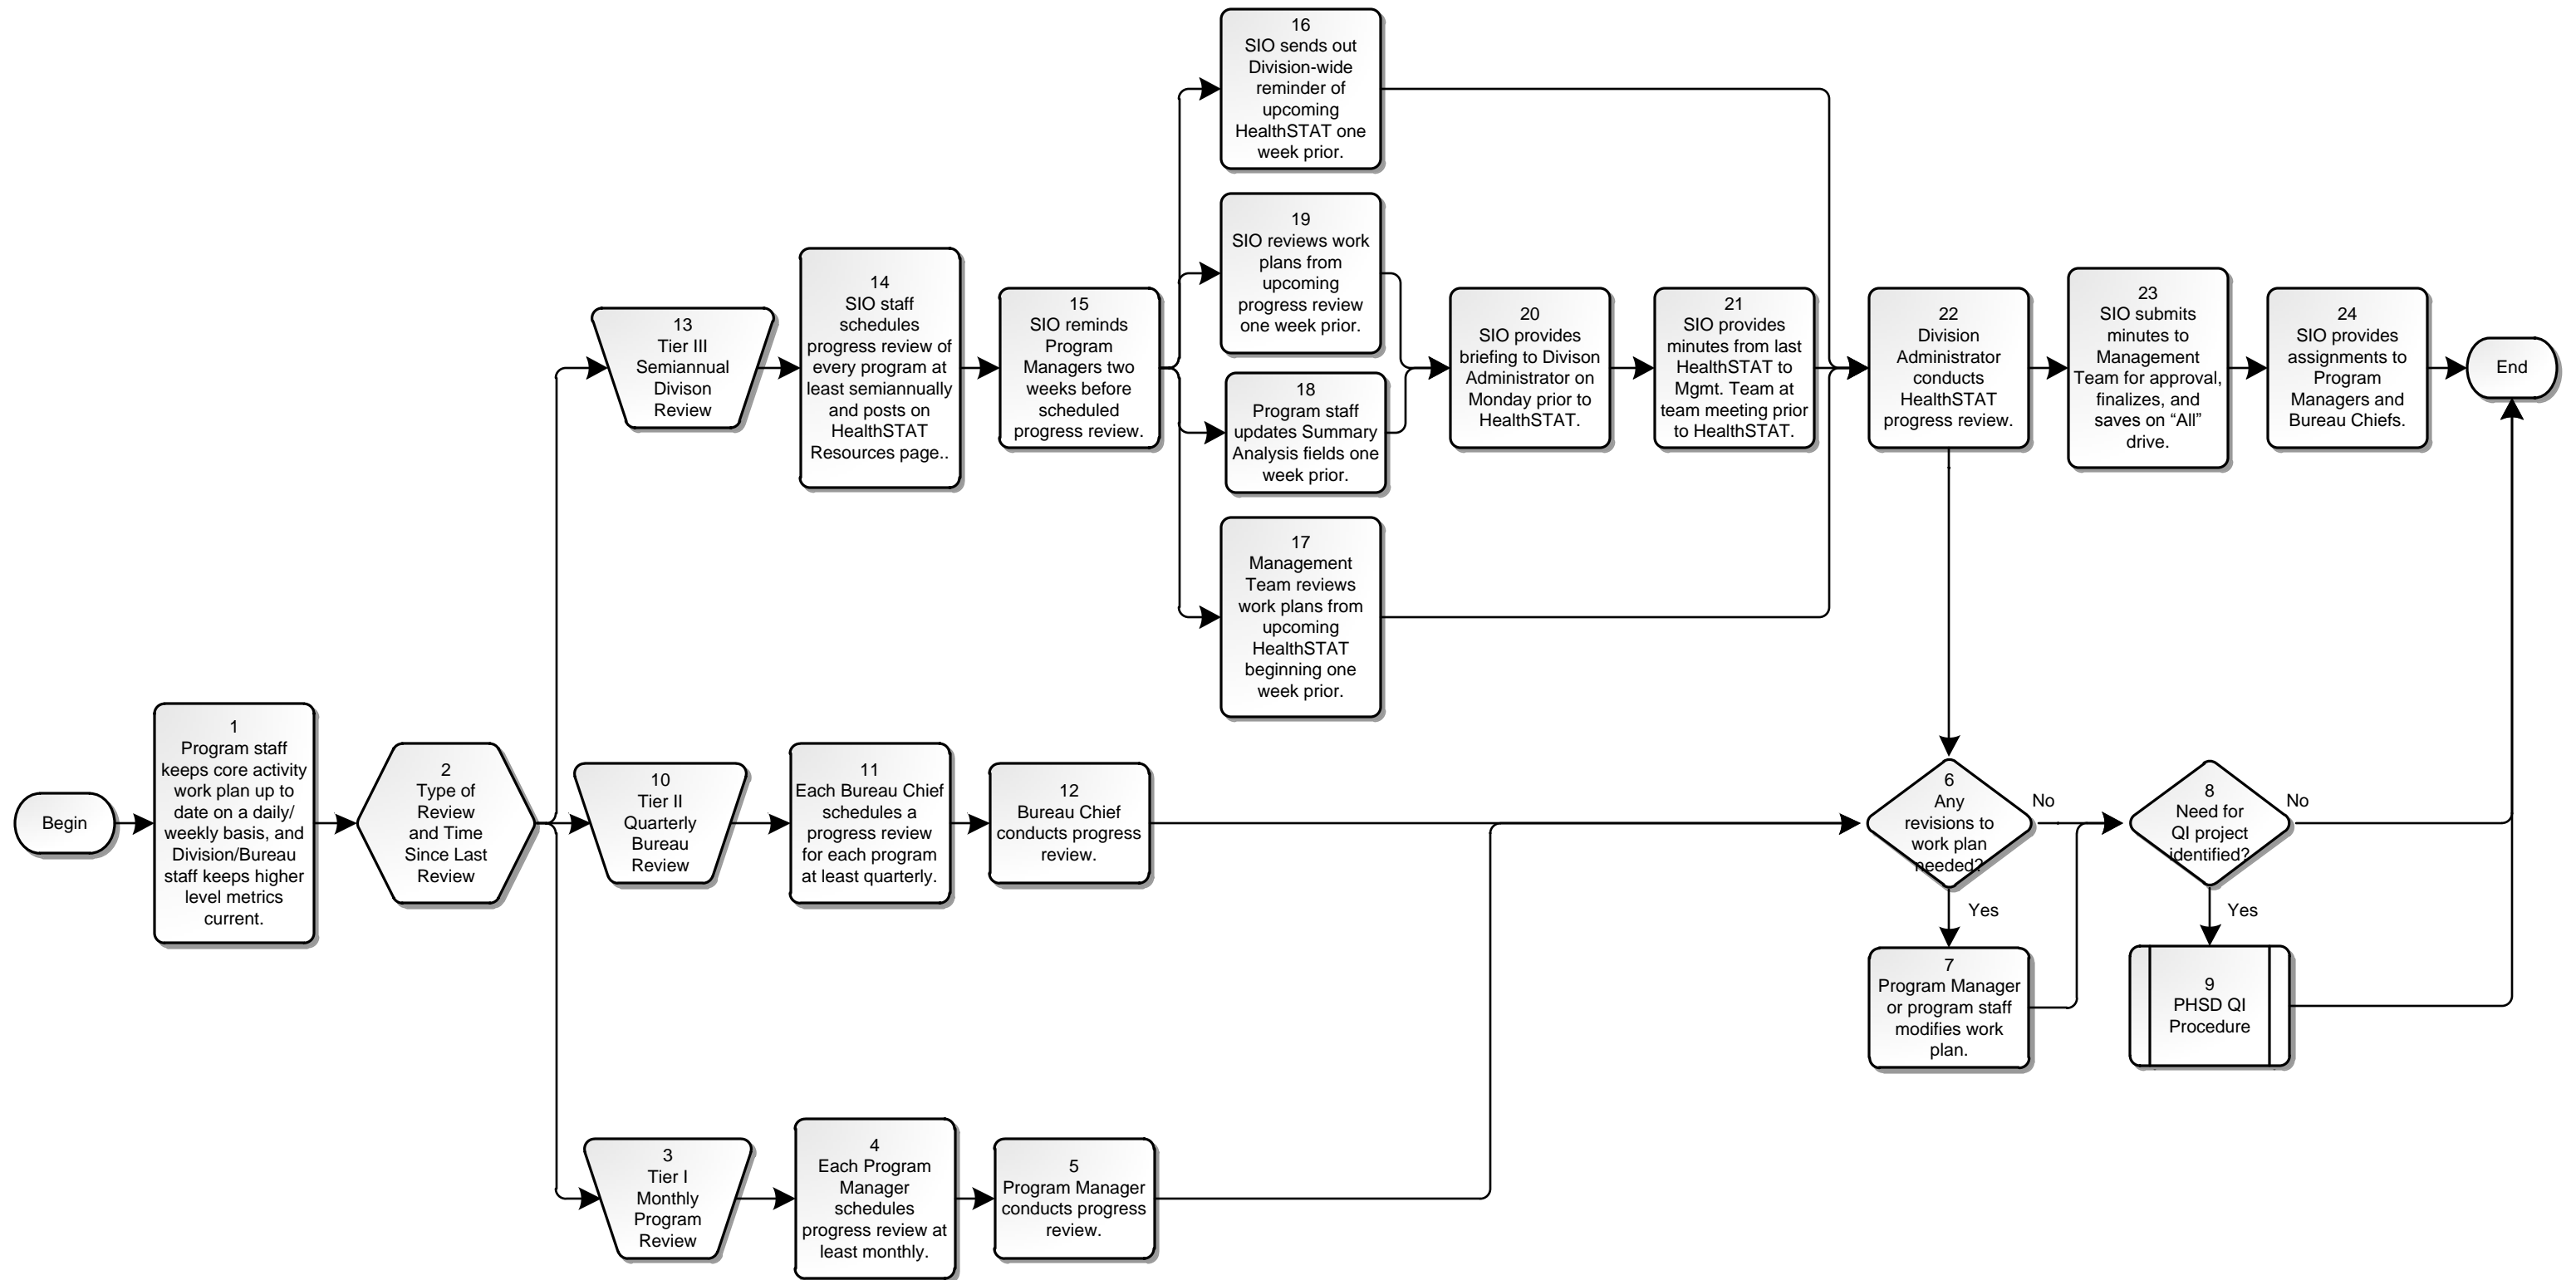 Begin
1
Program staff
keeps core activity
work plan up to
date on a daily/
weekly basis, and
Division/Bureau
staff keeps higher
level metrics
current.
2
Type of
Review
and Time
Since Last
Review
13
Tier III
Semiannual
Divison
Review
14
SIO staff
schedules
progress review of
every program at
least semiannually
and posts on
HealthSTAT
Resources page..
15
SIO reminds
Program
Managers two
weeks before
scheduled
progress review.
16
SIO sends out
Division-wide
reminder of
upcoming
HealthSTAT one
week prior.
19
SIO reviews work
plans from
upcoming
progress review
one week prior.
18
Program staff
updates Summary
Analysis fields one
week prior.
17
Management
Team reviews
work plans from
upcoming
HealthSTAT
beginning one
week prior.
20
SIO provides
briefing to Divison
Administrator on
Monday prior to
HealthSTAT.
21
SIO provides
minutes from last
HealthSTAT to
Mgmt. Team at
team meeting prior
to HealthSTAT.
22
Division
Administrator
conducts
HealthSTAT
progress review.
23
SIO submits
minutes to
Management
Team for approval,
finalizes, and
saves on “All”
drive.
24
SIO provides
assignments to
Program
Managers and
Bureau Chiefs.
End
10
Tier II
Quarterly
Bureau
Review
11
Each Bureau Chief
schedules a
progress review
for each program
at least quarterly.
12
Bureau Chief
conducts progress
review.
6
Any
revisions to
work plan
needed?
No
Yes
8
Need for
QI project
identified?
No
Yes
7
Program Manager
or program staff
modifies work
plan.
9
PHSD QI
Procedure
3
Tier I
Monthly
Program
Review
4
Each Program
Manager
schedules
progress review at
least monthly.
5
Program Manager
conducts progress
review.